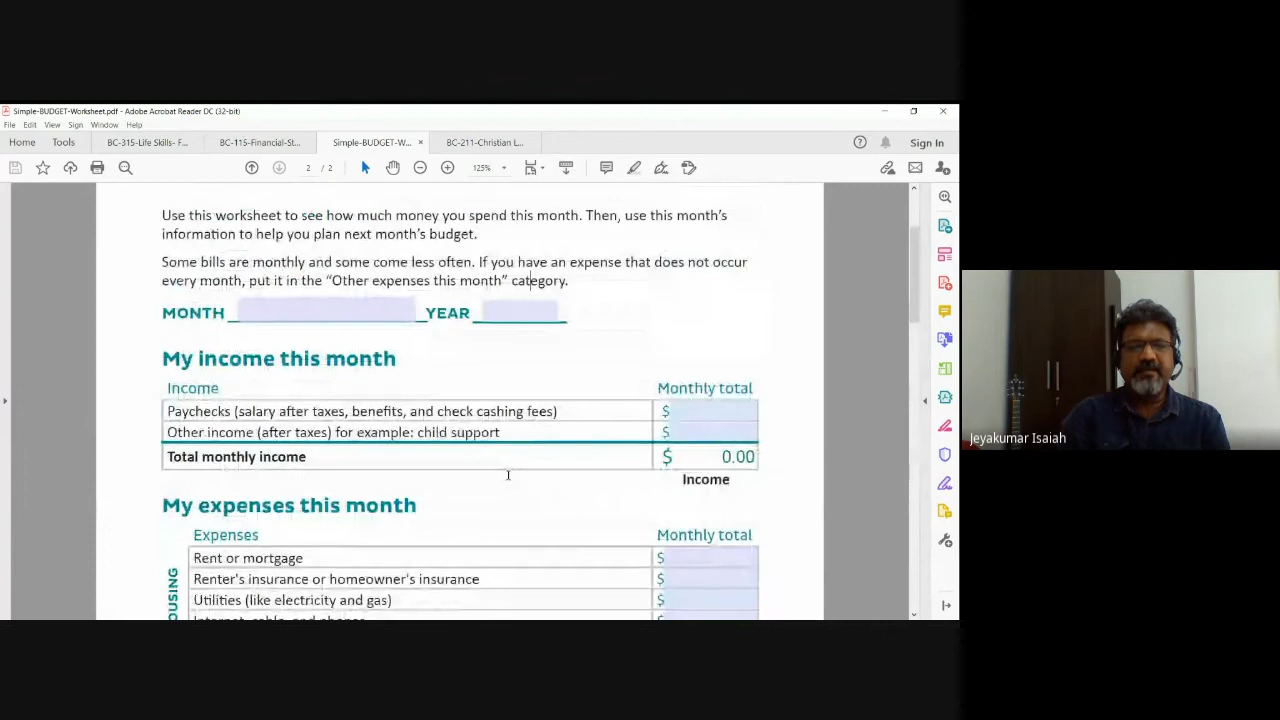 Simple-BUDGET-Worksheet.pdf - Adobe Acrobat Reader DC (32-bit)
File Edit View Sign Window Help
Home Tools BC-315-Life Skills- F... BC-115-Financial-St... Simple-BUDGET-W... × BC-211-Christian L... Sign In
2 / 2 125%
Use this worksheet to see how much money you spend this month. Then, use this month’s
information to help you plan next month’s budget.
Some bills are monthly and some come less often. If you have an expense that does not occur
every month, put it in the “Other expenses this month” category.
MONTH YEAR
My income this month
Income Monthly total
Paychecks (salary after taxes, benefits, and check cashing fees) $
Other income (after taxes) for example: child support $
Total monthly income $ 0.00
Income
My expenses this month
Expenses Monthly total
Rent or mortgage $
Renter's insurance or homeowner's insurance $
Utilities (like electricity and gas) $
Internet, cable, and phones $
OUSING
Jeyakumar Isaiah